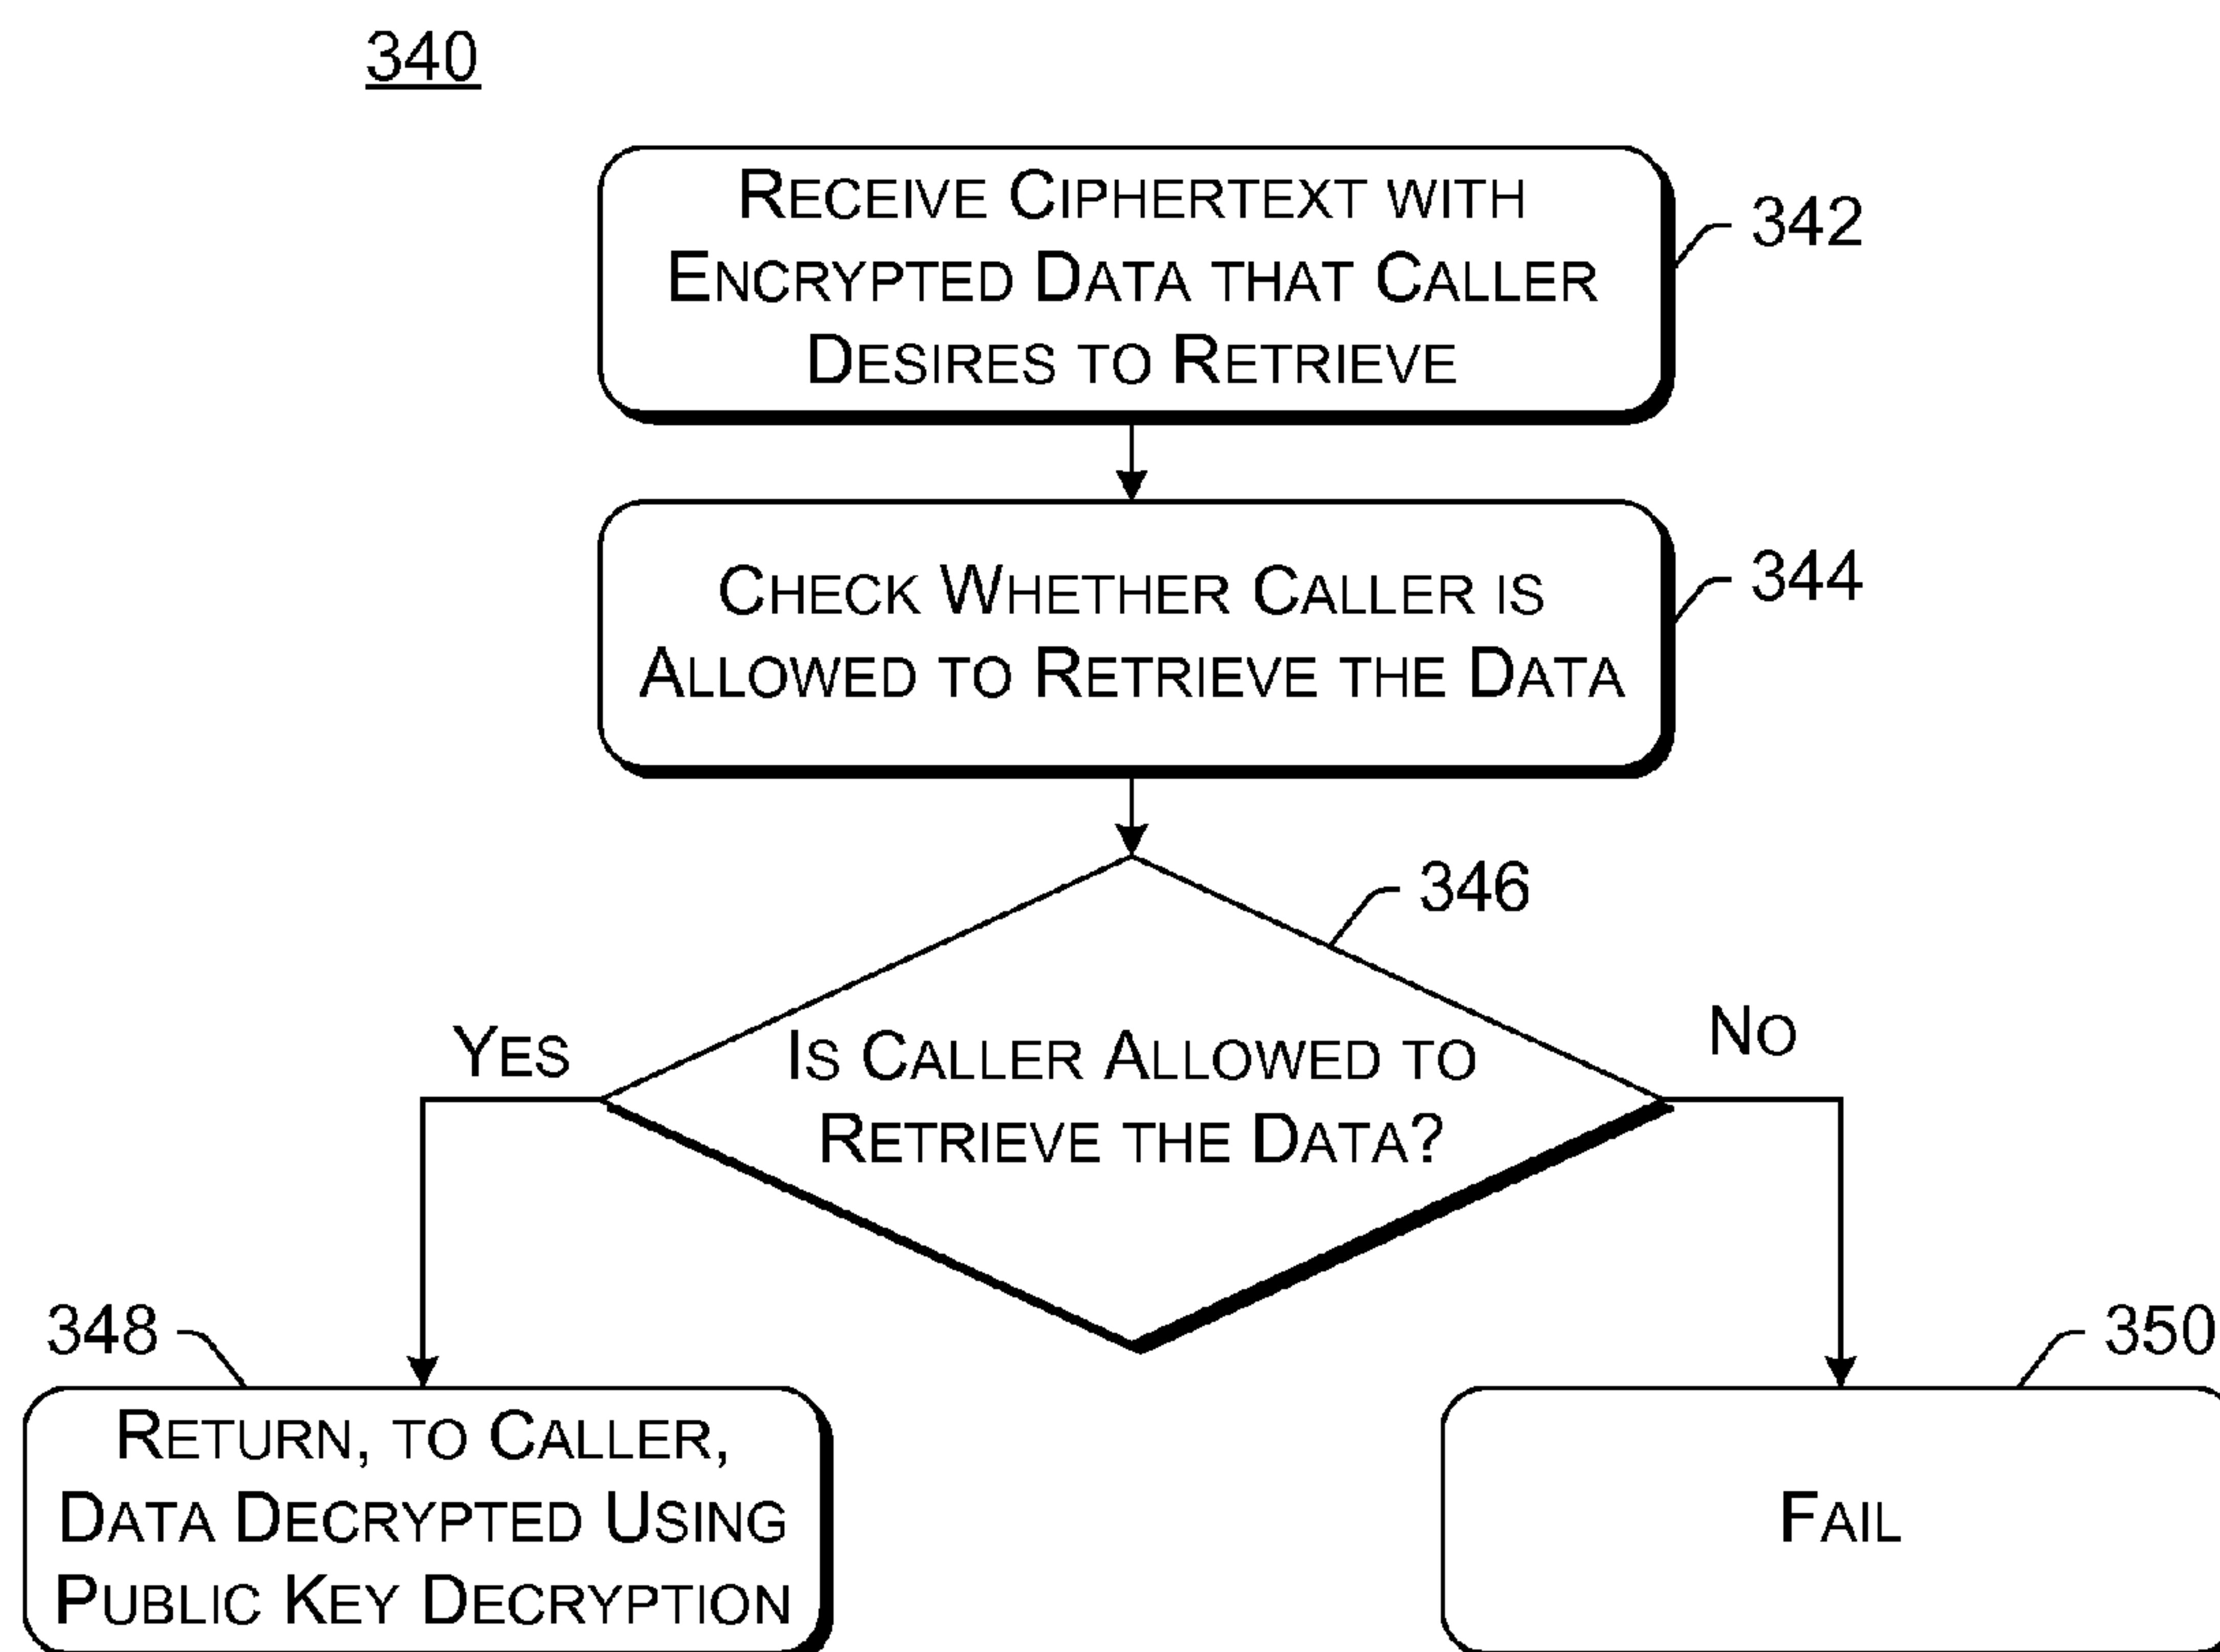 340
RECEIVE CIPHERTEXT WITH
ENCRYPTED DATA THAT CALLER
DESIRES TO RETRIEVE
342
CHECK WHETHER CALLER IS
ALLOWED TO RETRIEVE THE DATA
344
346
YES
IS CALLER ALLOWED TO
RETRIEVE THE DATA?
NO
348
RETURN, TO CALLER,
DATA DECRYPTED USING
PUBLIC KEY DECRYPTION
350
FAIL